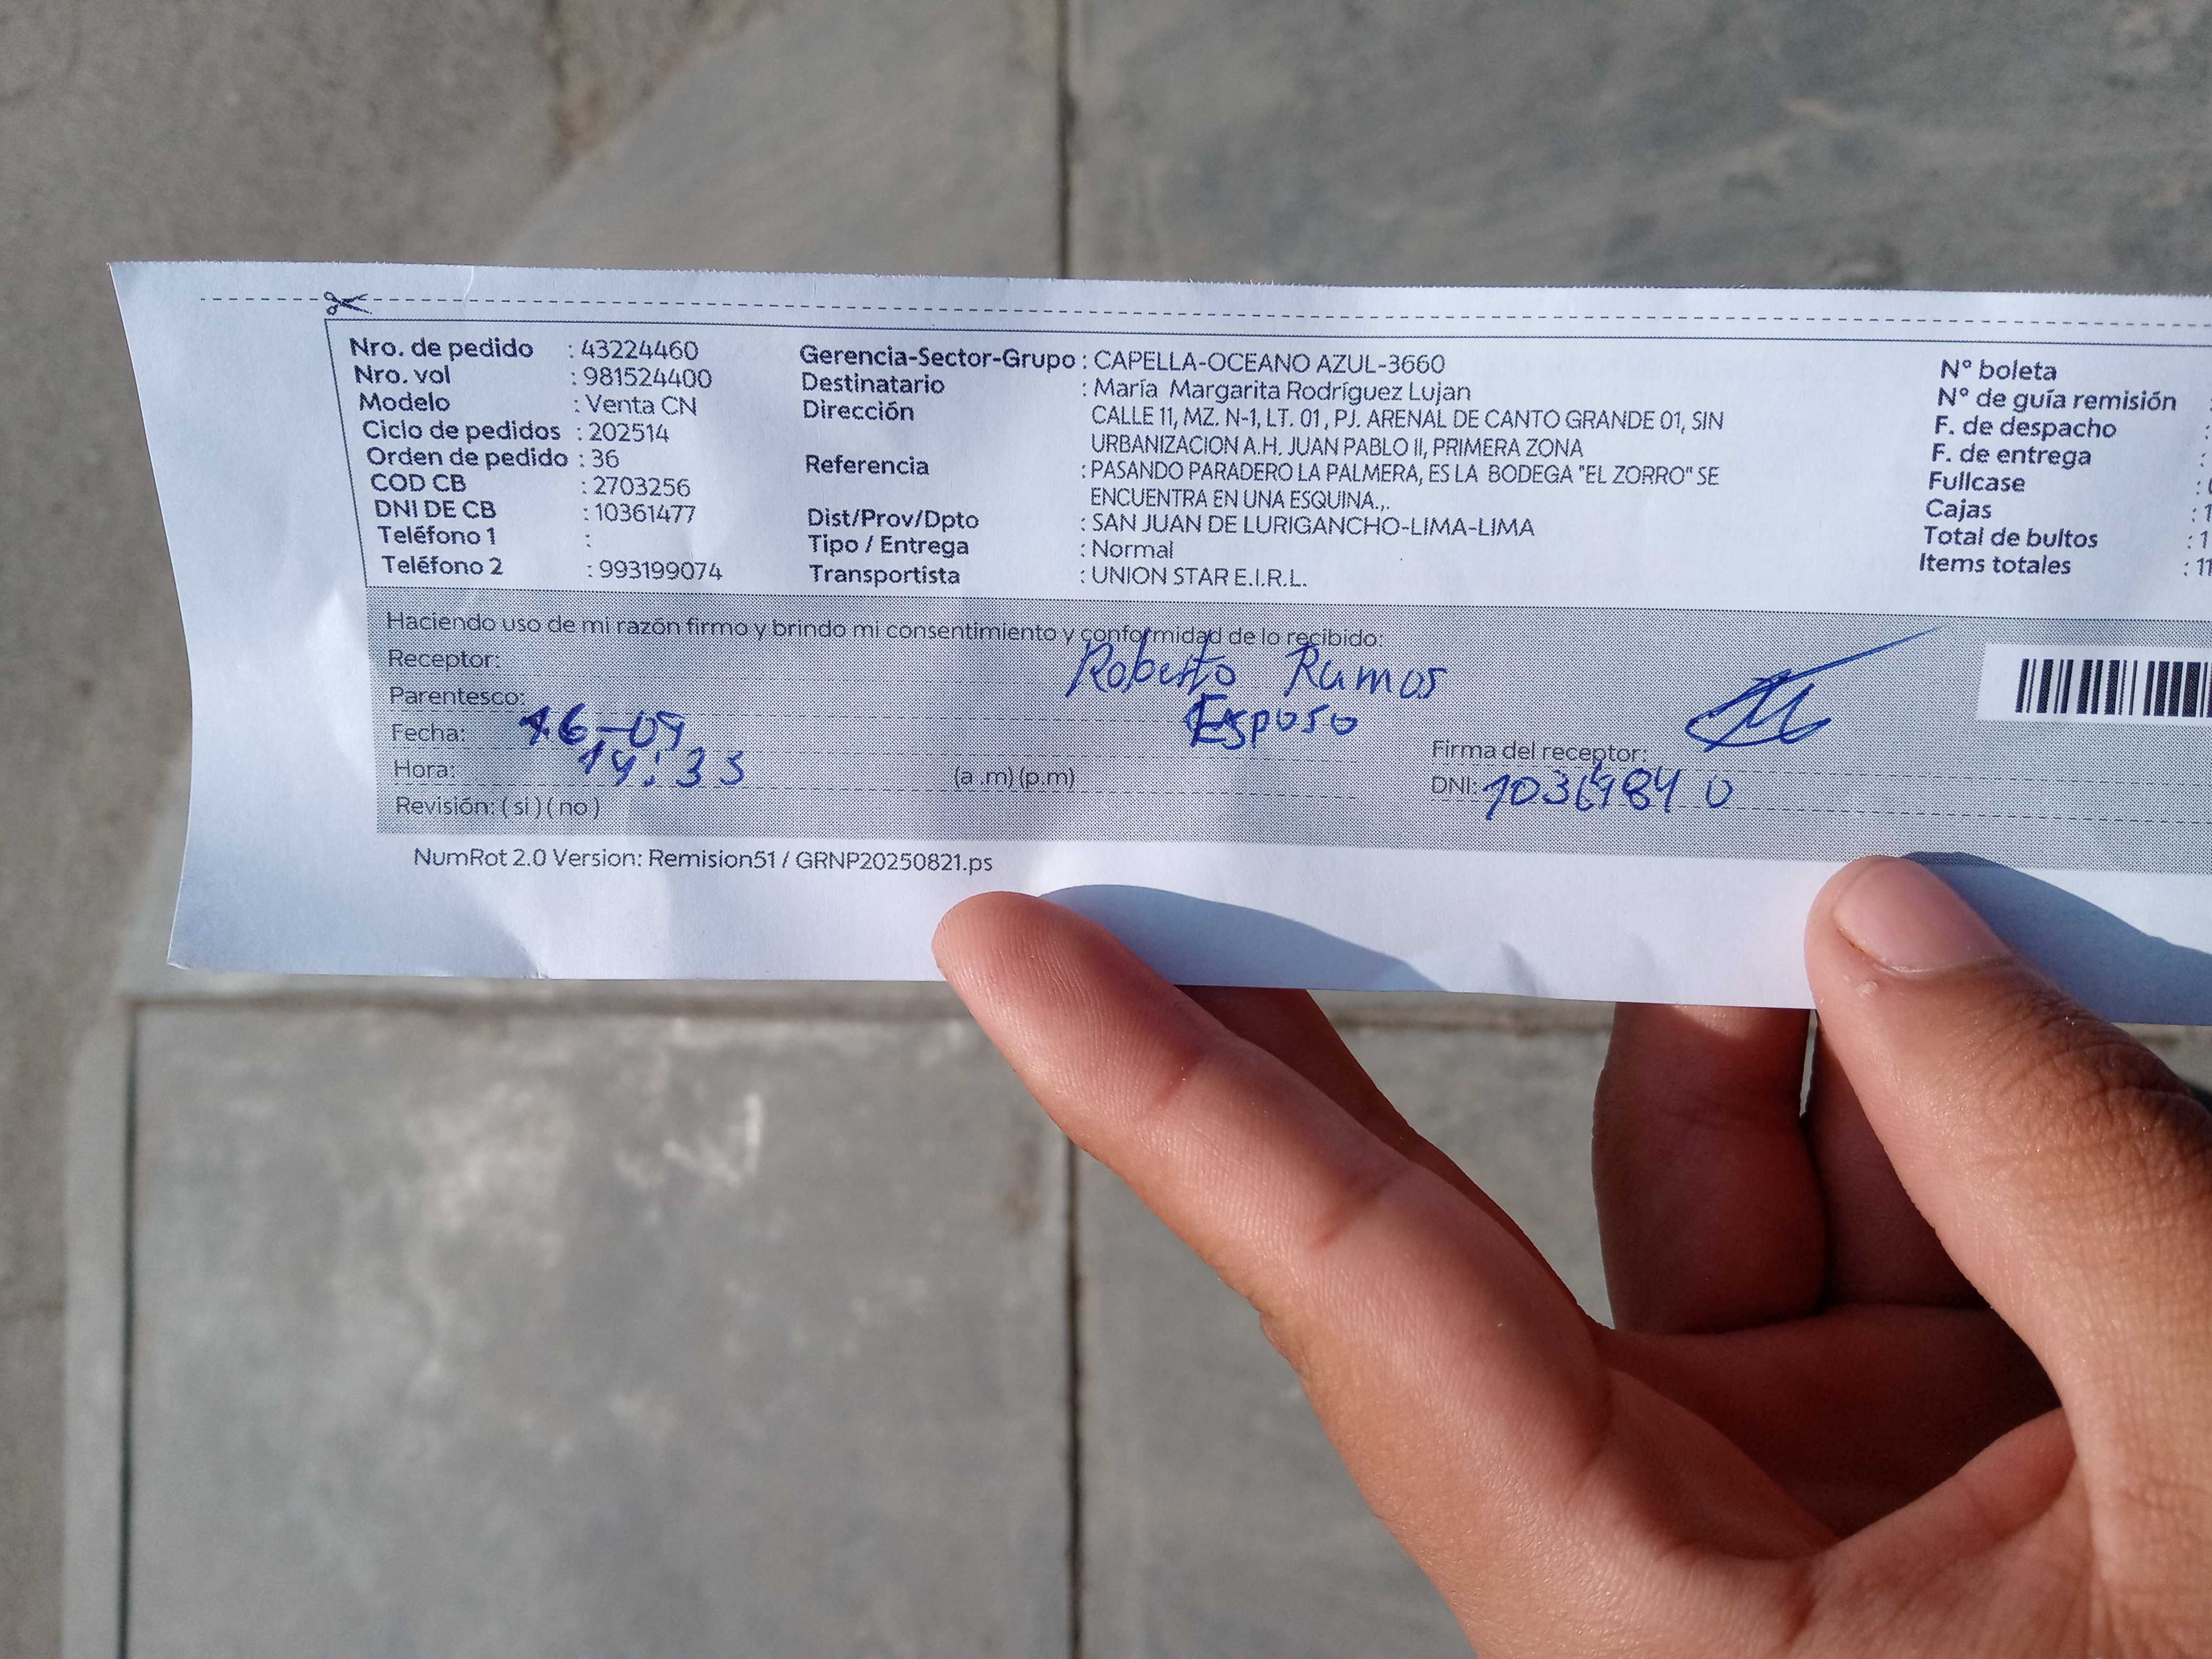 Nro. de pedido : 43224460
Nro. vol : 981524400
Modelo : Venta CN
Ciclo de pedidos : 202514
Orden de pedido : 36
COD CB : 2703256
DNI DE CB : 10361477
Teléfono 1 :
Teléfono 2 : 993199074
Gerencia-Sector-Grupo : CAPELLA-OCEANO AZUL-3660
Destinatario : María Margarita Rodríguez Lujan
Dirección CALLE 11, MZ. N-1, LT. 01, PJ. ARENAL DE CANTO GRANDE 01, SIN
URBANIZACION A.H. JUAN PABLO II, PRIMERA ZONA
Referencia : PASANDO PARADERO LA PALMERA, ES LA BODEGA "EL ZORRO" SE
ENCUENTRA EN UNA ESQUINA.,.
Dist/Prov/Dpto : SAN JUAN DE LURIGANCHO-LIMA-LIMA
Tipo / Entrega : Normal
Transportista : UNION STAR E.I.R.L.
N° boleta
N° de guía remisión :
F. de despacho :
F. de entrega :
Fullcase :
Cajas : 1
Total de bultos : 1
Items totales : 11
Haciendo uso de mi razón firmo y brindo mi consentimiento y conformidad de lo recibido:
Receptor: Roberto Ramos
Parentesco: Esposo
Fecha: 16-09
Hora: 14:33 (a .m) (p.m)
Revisión: ( si ) ( no )
Firma del receptor:
DNI:
NumRot 2.0 Version: Remision51 / GRNP20250821.ps